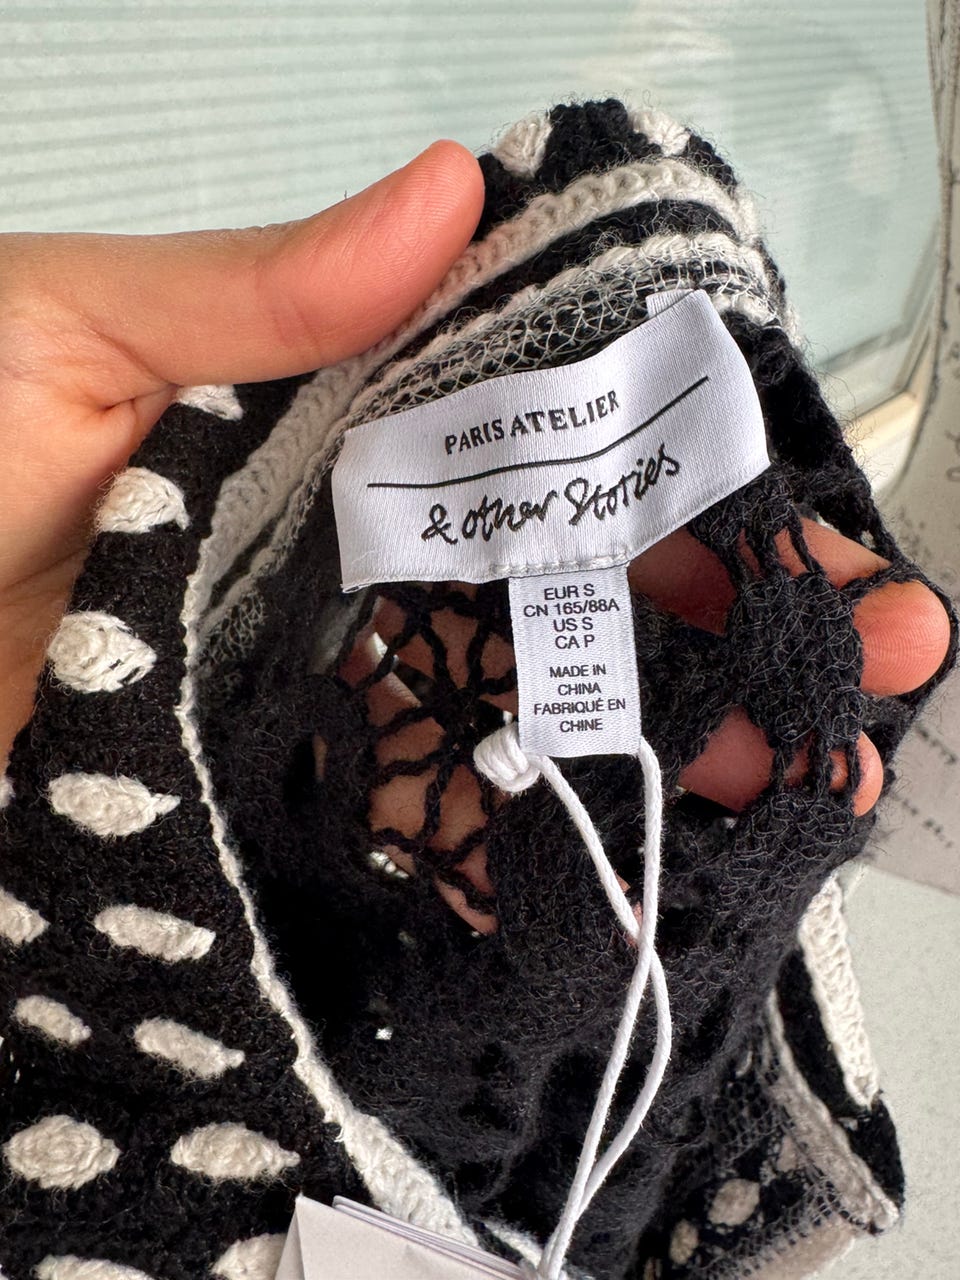 PARIS ATELIER
& other Stories
EUR S
CN 165/88A
US S
CA P
MADE IN
CHINA
FABRIQUÉ EN
CHINE